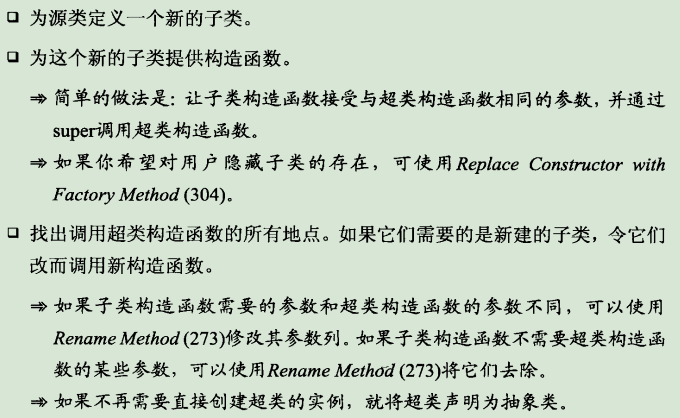 ❑ 为源类定义一个新的子类。
❑ 为这个新的子类提供构造函数。
⇒ 简单的做法是：让子类构造函数接受与超类构造函数相同的参数，并通过
super调用超类构造函数。
⇒ 如果你希望对用户隐藏子类的存在，可使用Replace Constructor with
Factory Method (304)。
❑ 找出调用超类构造函数的所有地点。如果它们需要的是新建的子类，令它们
改而调用新构造函数。
⇒ 如果子类构造函数需要的参数和超类构造函数的参数不同，可以使用
Rename Method (273)修改其参数列。如果子类构造函数不需要超类构造函
数的某些参数，可以使用Rename Method (273)将它们去除。
⇒ 如果不再需要直接创建超类的实例，就将超类声明为抽象类。